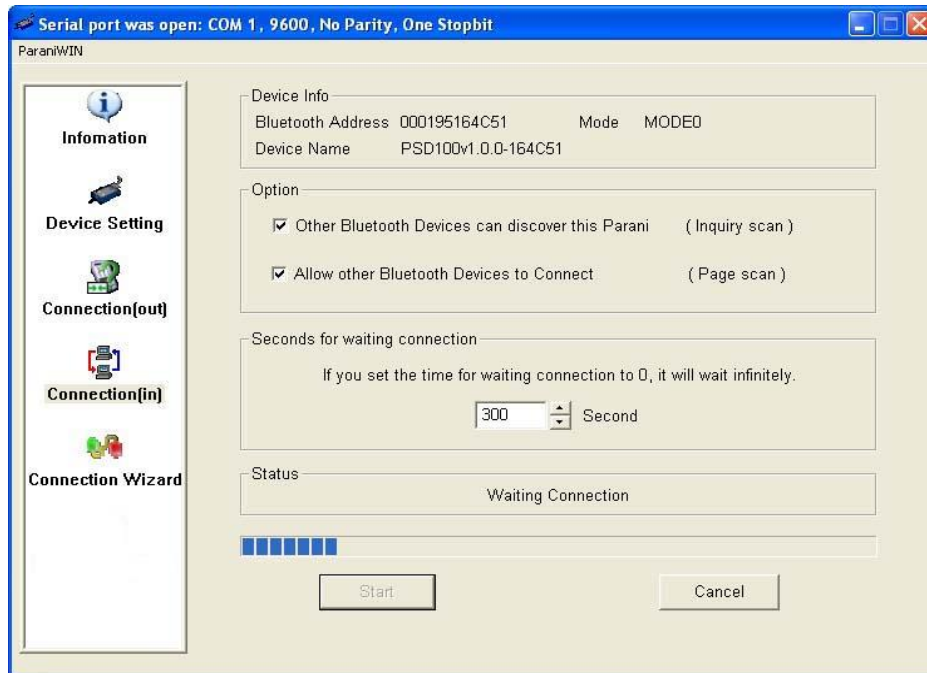 Serial port was open: COM 1, 9600, No Parity, One Stopbit
ParaniWIN
Infomation
Device Setting
Connection(out)
Connection(in)
Connection Wizard
Device Info
Bluetooth Address 000195164C51 Mode MODE0
Device Name PSD100v1.0.0-164C51
Option
Other Bluetooth Devices can discover this Parani ( Inquiry scan )
Allow other Bluetooth Devices to Connect ( Page scan )
Seconds for waiting connection
If you set the time for waiting connection to 0, it will wait infinitely.
300 Second
Status
Waiting Connection
Start Cancel